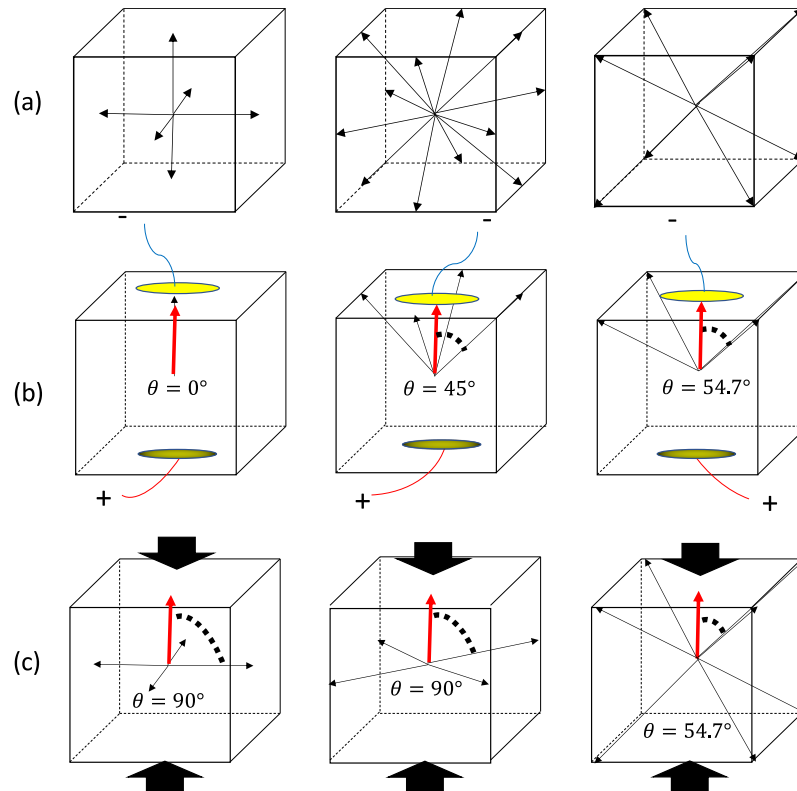 (a)
- - -
(b)
θ = 0° θ = 45° θ = 54.7°
+ + +
(c)
θ = 90° θ = 90° θ = 54.7°